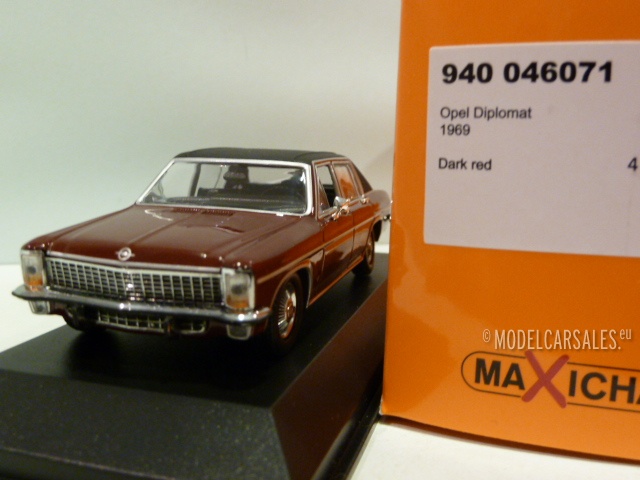 940 046071
Opel Diplomat
1969
Dark red 4
© MODELCARSALES.eu
MAXICHA